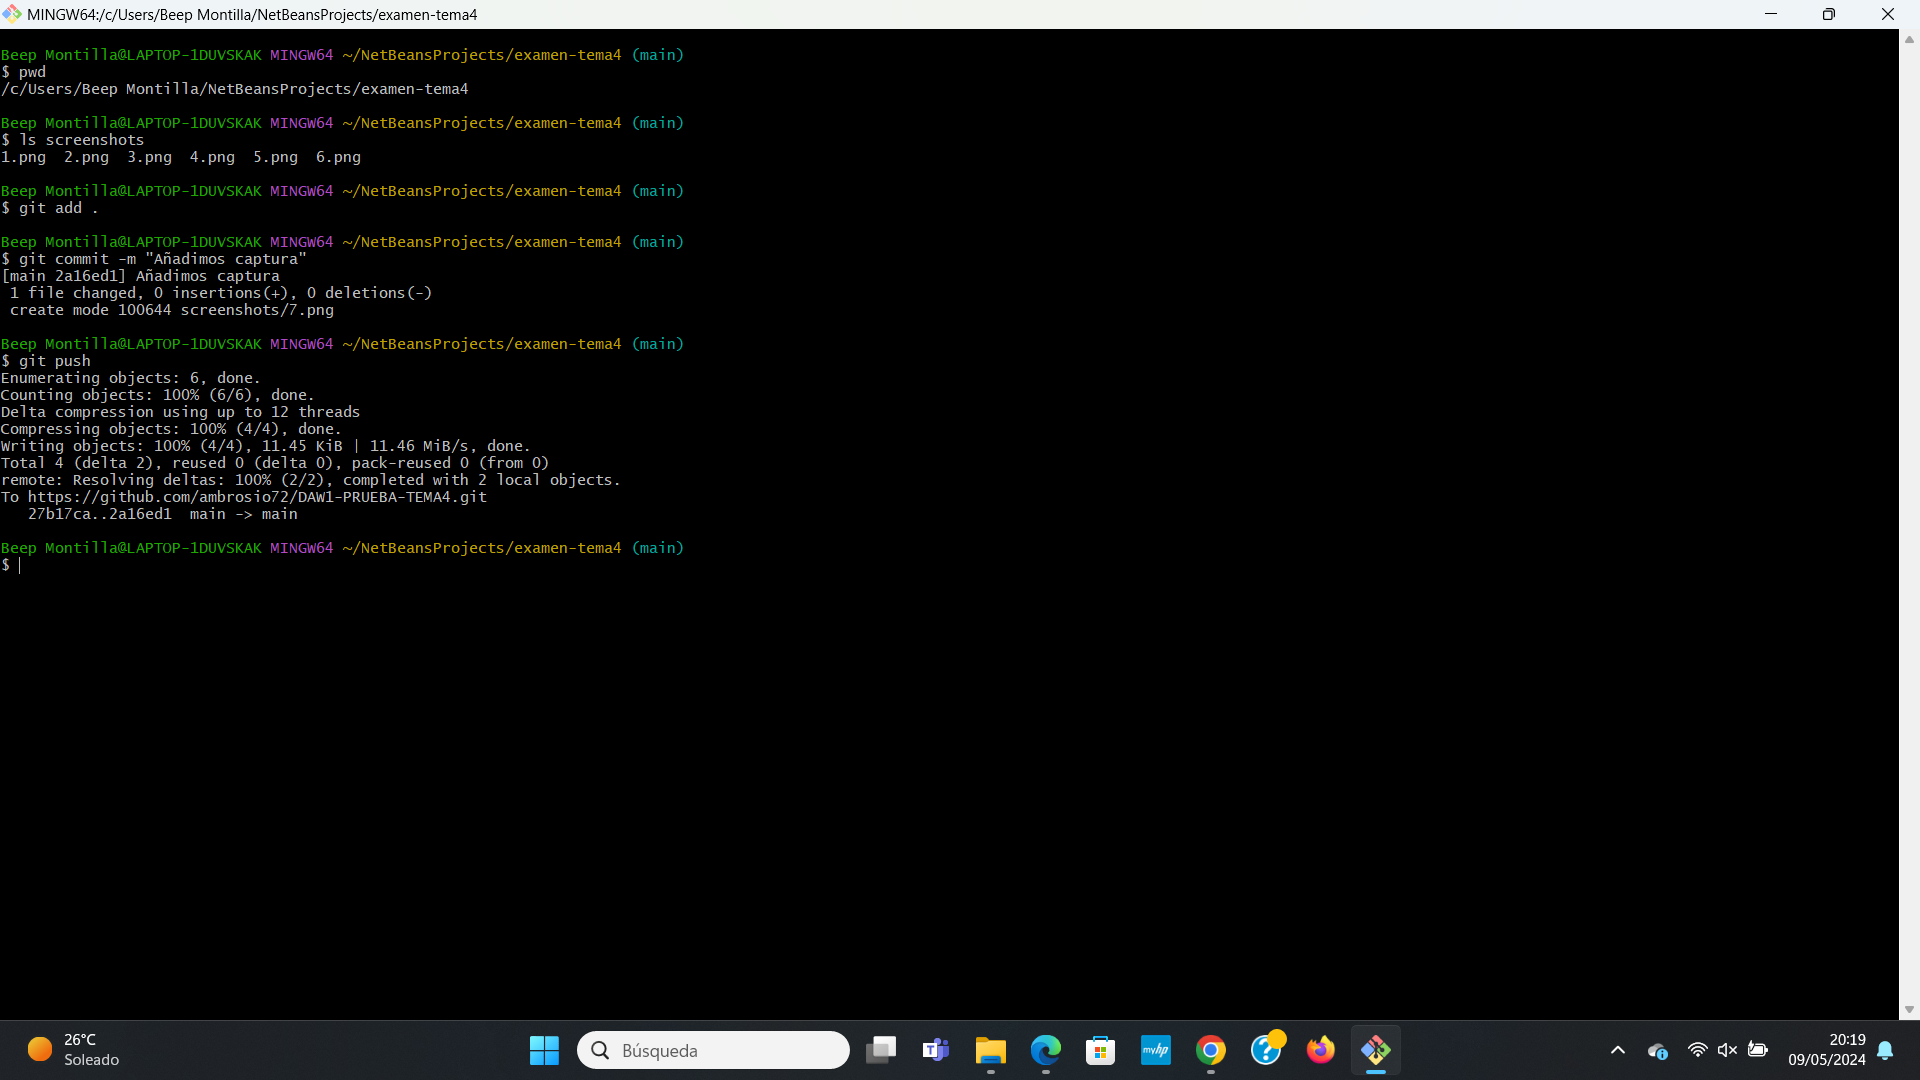 MINGW64:/c/Users/Beep Montilla/NetBeansProjects/examen-tema4
Beep Montilla@LAPTOP-1DUVSKAK MINGW64 ~/NetBeansProjects/examen-tema4 (main)
$ pwd
/c/Users/Beep Montilla/NetBeansProjects/examen-tema4
Beep Montilla@LAPTOP-1DUVSKAK MINGW64 ~/NetBeansProjects/examen-tema4 (main)
$ ls screenshots
1.png  2.png  3.png  4.png  5.png  6.png
Beep Montilla@LAPTOP-1DUVSKAK MINGW64 ~/NetBeansProjects/examen-tema4 (main)
$ git add .
Beep Montilla@LAPTOP-1DUVSKAK MINGW64 ~/NetBeansProjects/examen-tema4 (main)
$ git commit -m "Añadimos captura"
[main 2a16ed1] Añadimos captura
 1 file changed, 0 insertions(+), 0 deletions(-)
 create mode 100644 screenshots/7.png
Beep Montilla@LAPTOP-1DUVSKAK MINGW64 ~/NetBeansProjects/examen-tema4 (main)
$ git push
Enumerating objects: 6, done.
Counting objects: 100% (6/6), done.
Delta compression using up to 12 threads
Compressing objects: 100% (4/4), done.
Writing objects: 100% (4/4), 11.45 KiB | 11.46 MiB/s, done.
Total 4 (delta 2), reused 0 (delta 0), pack-reused 0 (from 0)
remote: Resolving deltas: 100% (2/2), completed with 2 local objects.
To https://github.com/ambrosio72/DAW1-PRUEBA-TEMA4.git
   27b17ca..2a16ed1  main -> main
Beep Montilla@LAPTOP-1DUVSKAK MINGW64 ~/NetBeansProjects/examen-tema4 (main)
$
26°C
Soleado
Búsqueda
myhp
20:19
09/05/2024